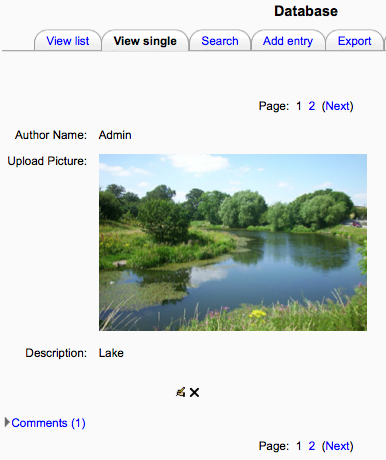 Database
View list View single Search Add entry Export
Page: 1 2 (Next)
Author Name: Admin
Upload Picture:
Description: Lake
Comments (1)
Page: 1 2 (Next)